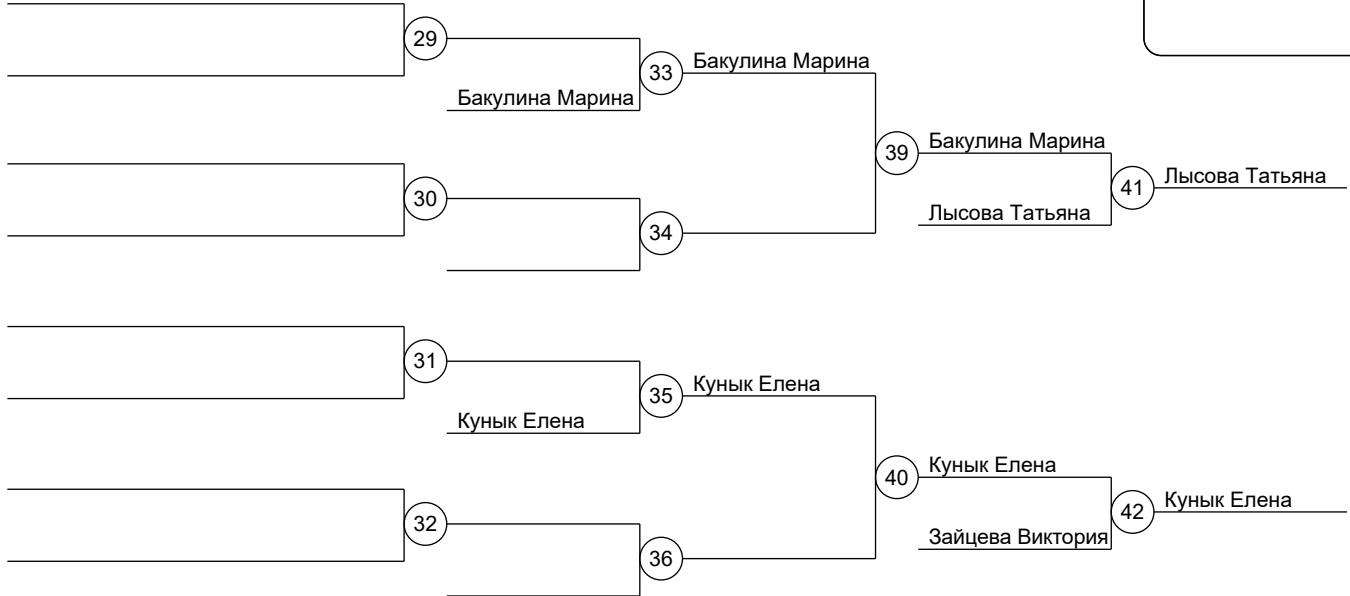 29
33
Бакулина Марина
Бакулина Марина
39
Бакулина Марина
41
Лысова Татьяна
30
Лысова Татьяна
34
31
35
Кунык Елена
Кунык Елена
40
Кунык Елена
42
Кунык Елена
32
Зайцева Виктория
36